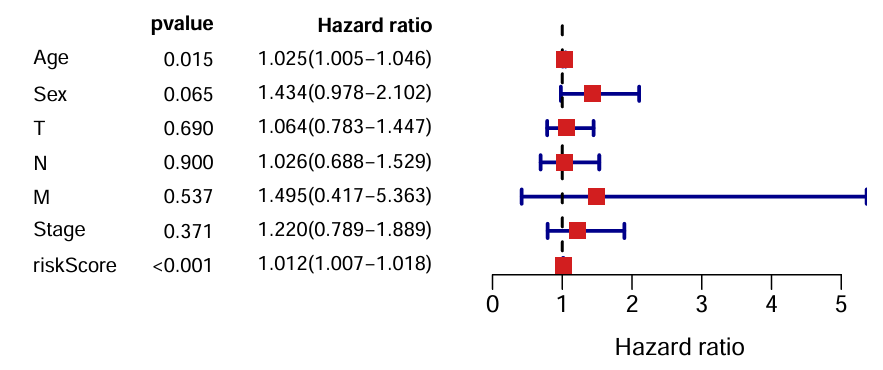 pvalue Hazard ratio
Age 0.015 1.025(1.005−1.046)
Sex 0.065 1.434(0.978−2.102)
T 0.690 1.064(0.783−1.447)
N 0.900 1.026(0.688−1.529)
M 0.537 1.495(0.417−5.363)
Stage 0.371 1.220(0.789−1.889)
riskScore <0.001 1.012(1.007−1.018)
0 1 2 3 4 5
Hazard ratio